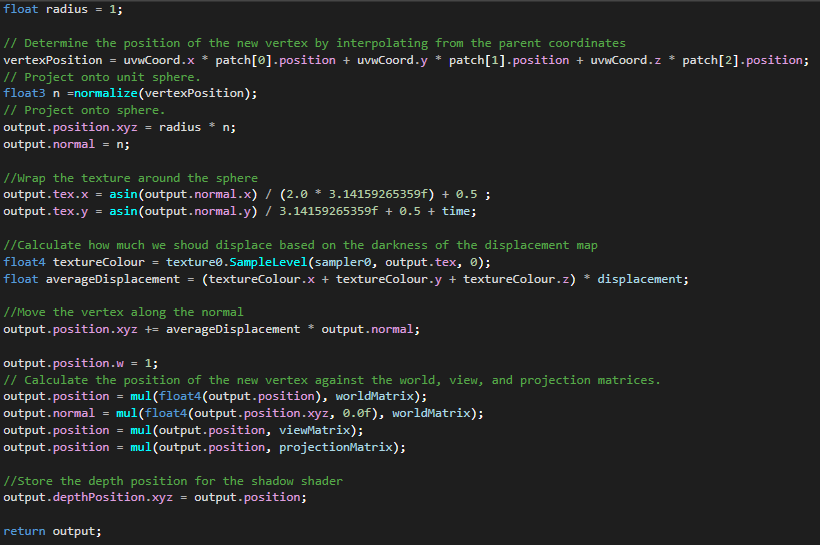 float radius = 1;
// Determine the position of the new vertex by interpolating from the parent coordinates
vertexPosition = uvwCoord.x * patch[0].position + uvwCoord.y * patch[1].position + uvwCoord.z * patch[2].position;
// Project onto unit sphere.
float3 n =normalize(vertexPosition);
// Project onto sphere.
output.position.xyz = radius * n;
output.normal = n;
//Wrap the texture around the sphere
output.tex.x = asin(output.normal.x) / (2.0 * 3.14159265359f) + 0.5 ;
output.tex.y = asin(output.normal.y) / 3.14159265359f + 0.5 + time;
//Calculate how much we shoud displace based on the darkness of the displacement map
float4 textureColour = texture0.SampleLevel(sampler0, output.tex, 0);
float averageDisplacement = (textureColour.x + textureColour.y + textureColour.z) * displacement;
//Move the vertex along the normal
output.position.xyz += averageDisplacement * output.normal;
output.position.w = 1;
// Calculate the position of the new vertex against the world, view, and projection matrices.
output.position = mul(float4(output.position), worldMatrix);
output.normal = mul(float4(output.position.xyz, 0.0f), worldMatrix);
output.position = mul(output.position, viewMatrix);
output.position = mul(output.position, projectionMatrix);
//Store the depth position for the shadow shader
output.depthPosition.xyz = output.position;
return output;